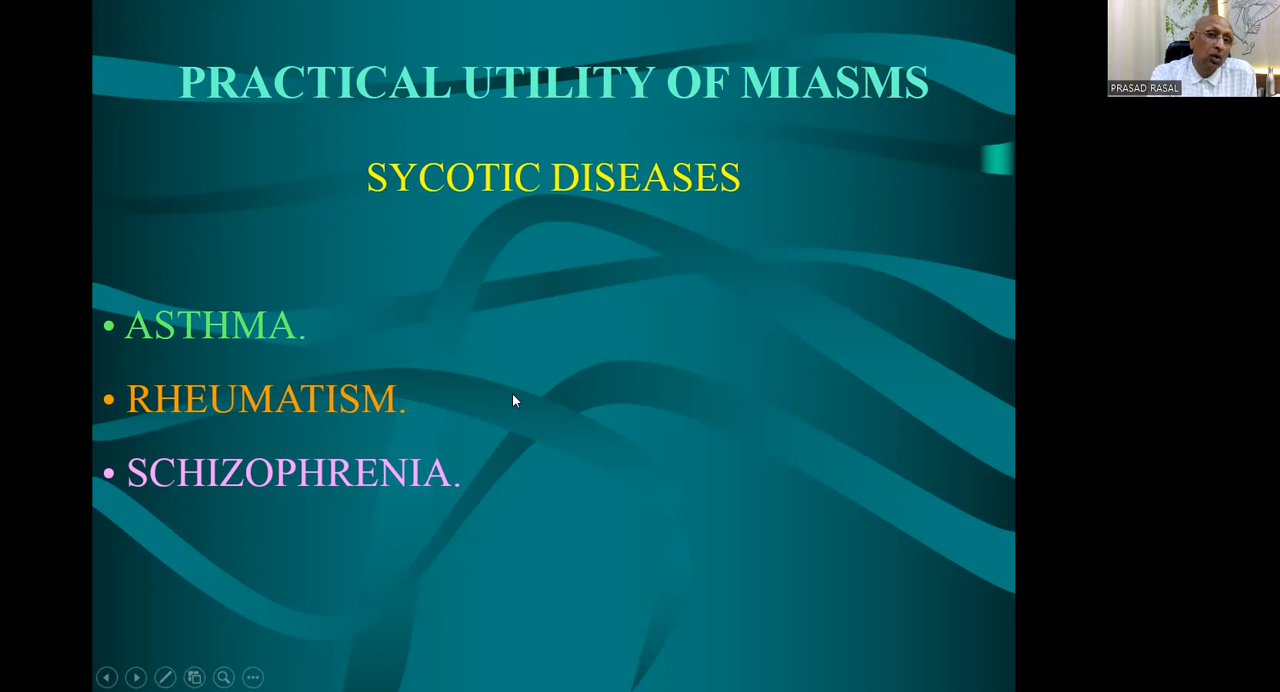 PRACTICAL UTILITY OF MIASMS
SYCOTIC DISEASES
• ASTHMA.
• RHEUMATISM.
• SCHIZOPHRENIA.
PRASAD RASAL